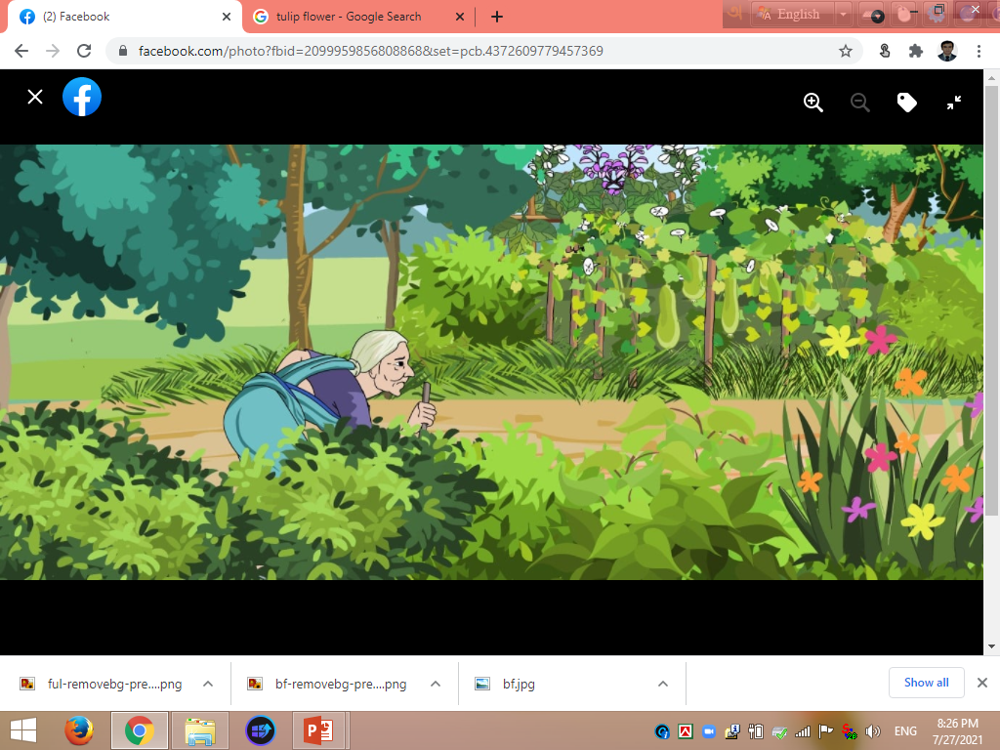 (2) Facebook
tulip flower - Google Search
English
facebook.com/photo?fbid=2099959856808868&set=pcb.4372609779457369
ful-removebg-pre....png
bf-removebg-pre....png
bf.jpg
Show all
ENG
8:26 PM
7/27/2021